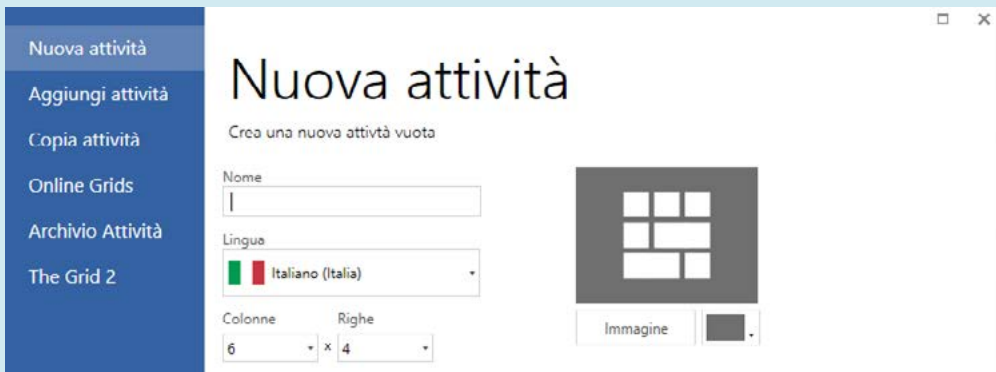 Nuova attività
Aggiungi attività
Copia attività
Online Grids
Archivio Attività
The Grid 2
Nuova attività
Crea una nuova attivtà vuota
Nome
Lingua
Italiano (Italia)
Colonne Righe
6 x 4
Immagine